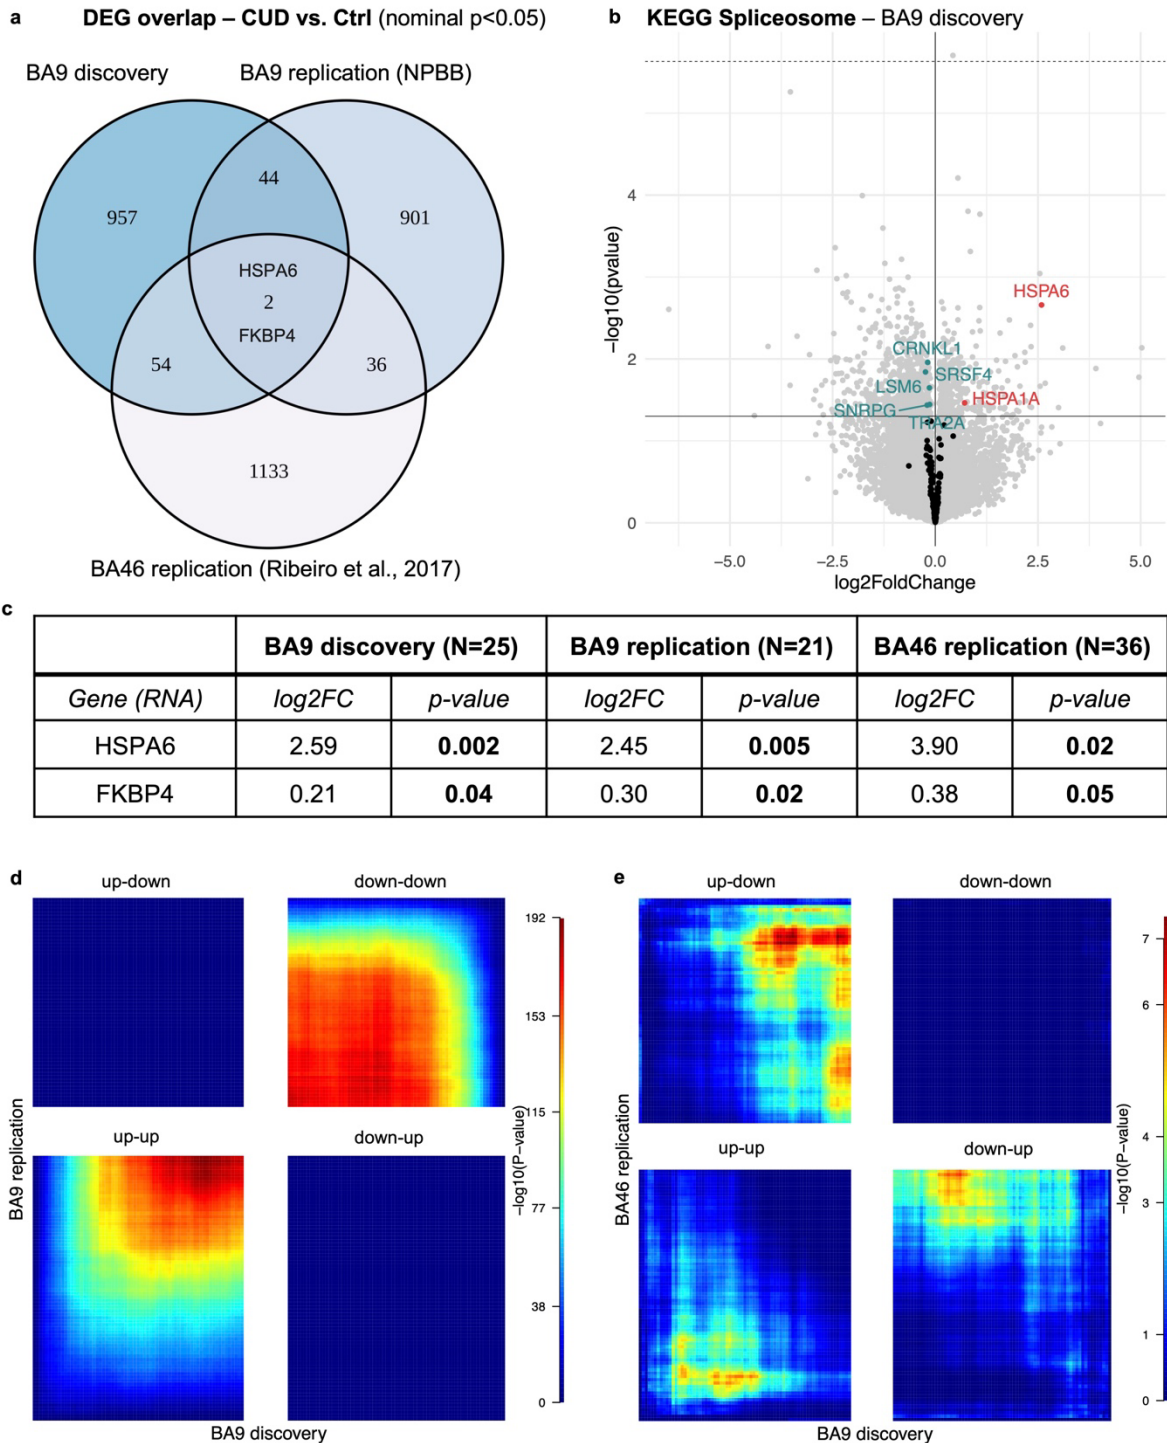 a DEG overlap – CUD vs. Ctrl (nominal p<0.05)
BA9 discovery
BA9 replication (NPBB)
44
957
901
HSPA6
2
FKBP4
54
36
1133
BA46 replication (Ribeiro et al., 2017)
b KEGG Spliceosome – BA9 discovery
−log10(pvalue)
4
2
0
HSPA6
CRNKL1
SRSF4
LSM6
HSPA1A
SNRPG
TRA2A
−5.0 −2.5 0.0 2.5 5.0
log2FoldChange
c
BA9 discovery (N=25) BA9 replication (N=21) BA46 replication (N=36)
Gene (RNA) log2FC p-value log2FC p-value log2FC p-value
HSPA6 2.59 0.002 2.45 0.005 3.90 0.02
FKBP4 0.21 0.04 0.30 0.02 0.38 0.05
d
up-down
down-down
up-up
down-up
BA9 replication
BA9 discovery
−log10(P−value)
192
153
115
77
38
0
e
up-down
down-down
up-up
down-up
BA46 replication
BA9 discovery
−log10(P−value)
7
6
4
3
1
0